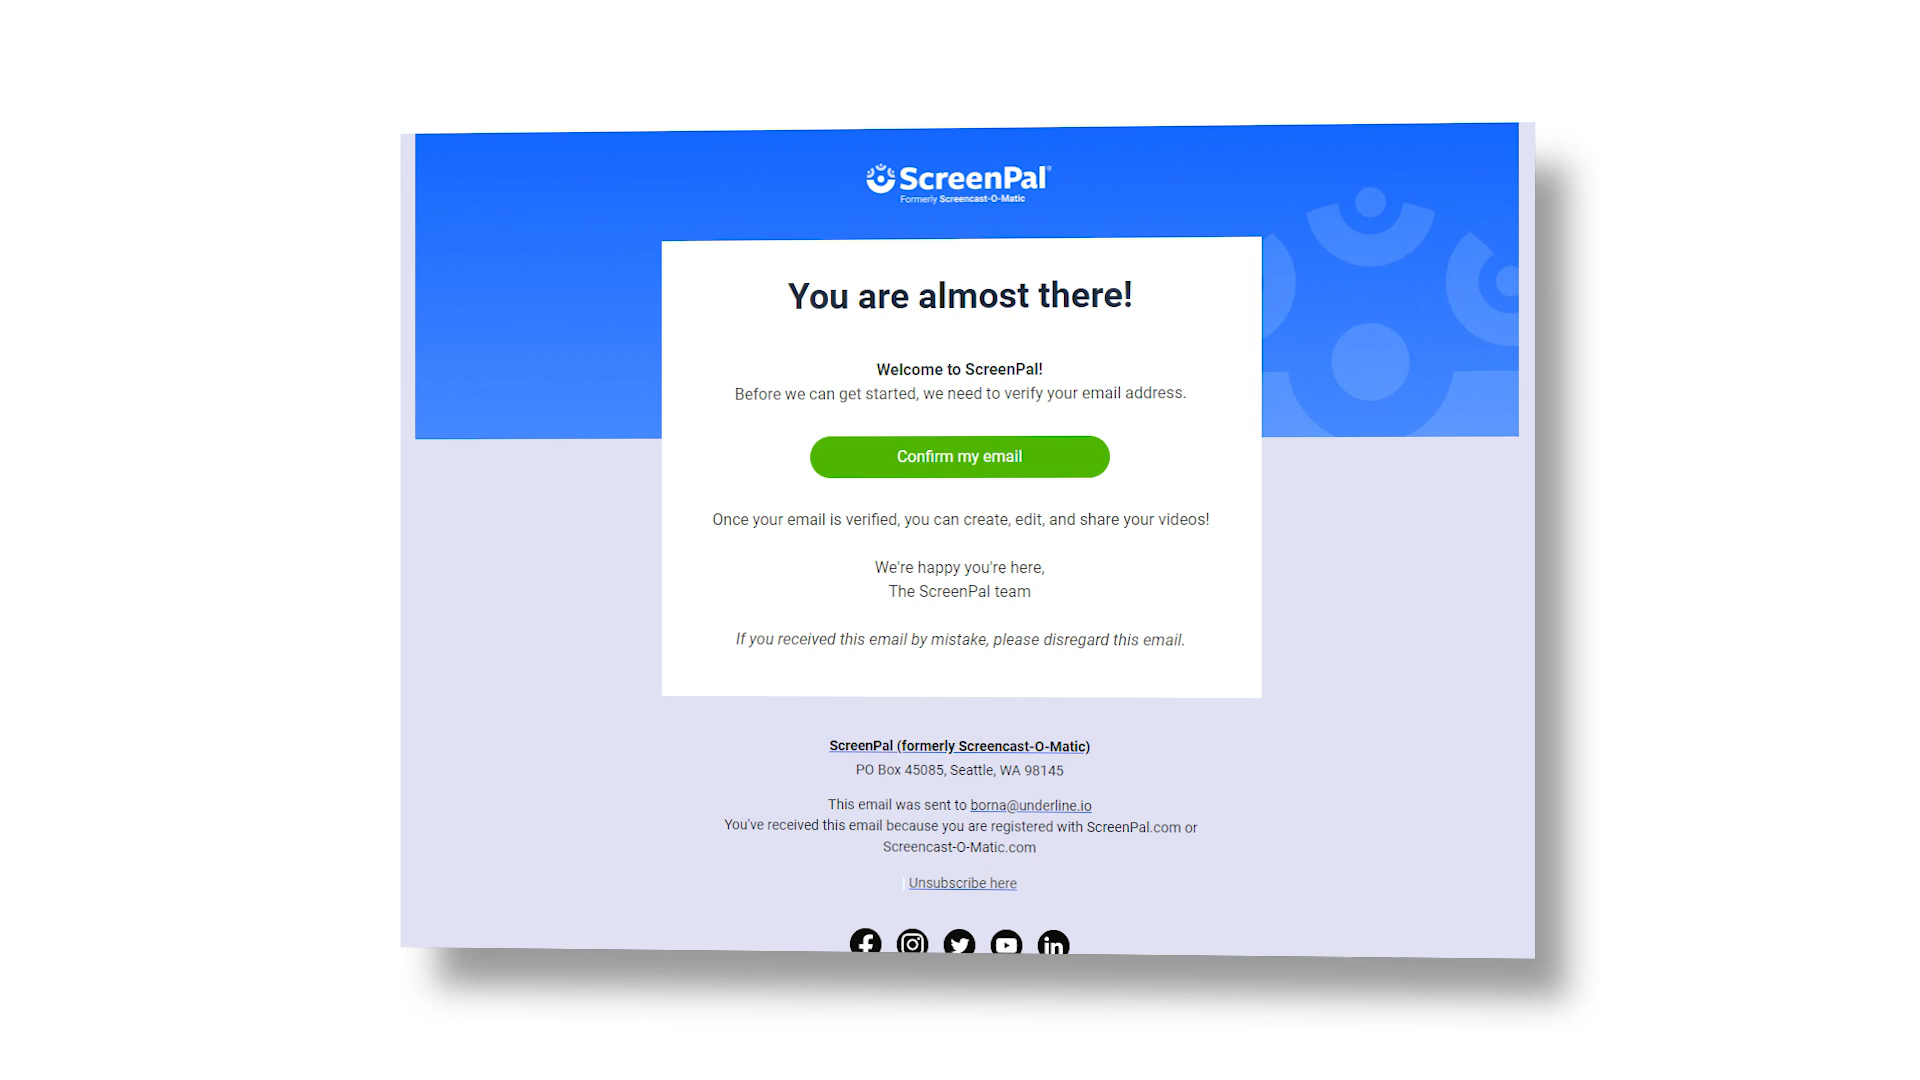 ScreenPal®
Formerly Screencast-O-Matic
You are almost there!
Welcome to ScreenPal!
Before we can get started, we need to verify your email address.
Confirm my email
Once your email is verified, you can create, edit, and share your videos!
We're happy you're here,
The ScreenPal team
If you received this email by mistake, please disregard this email.
ScreenPal (formerly Screencast-O-Matic)
PO Box 45085, Seattle, WA 98145
This email was sent to borna@underline.io
You've received this email because you are registered with ScreenPal.com or
Screencast-O-Matic.com
| Unsubscribe here